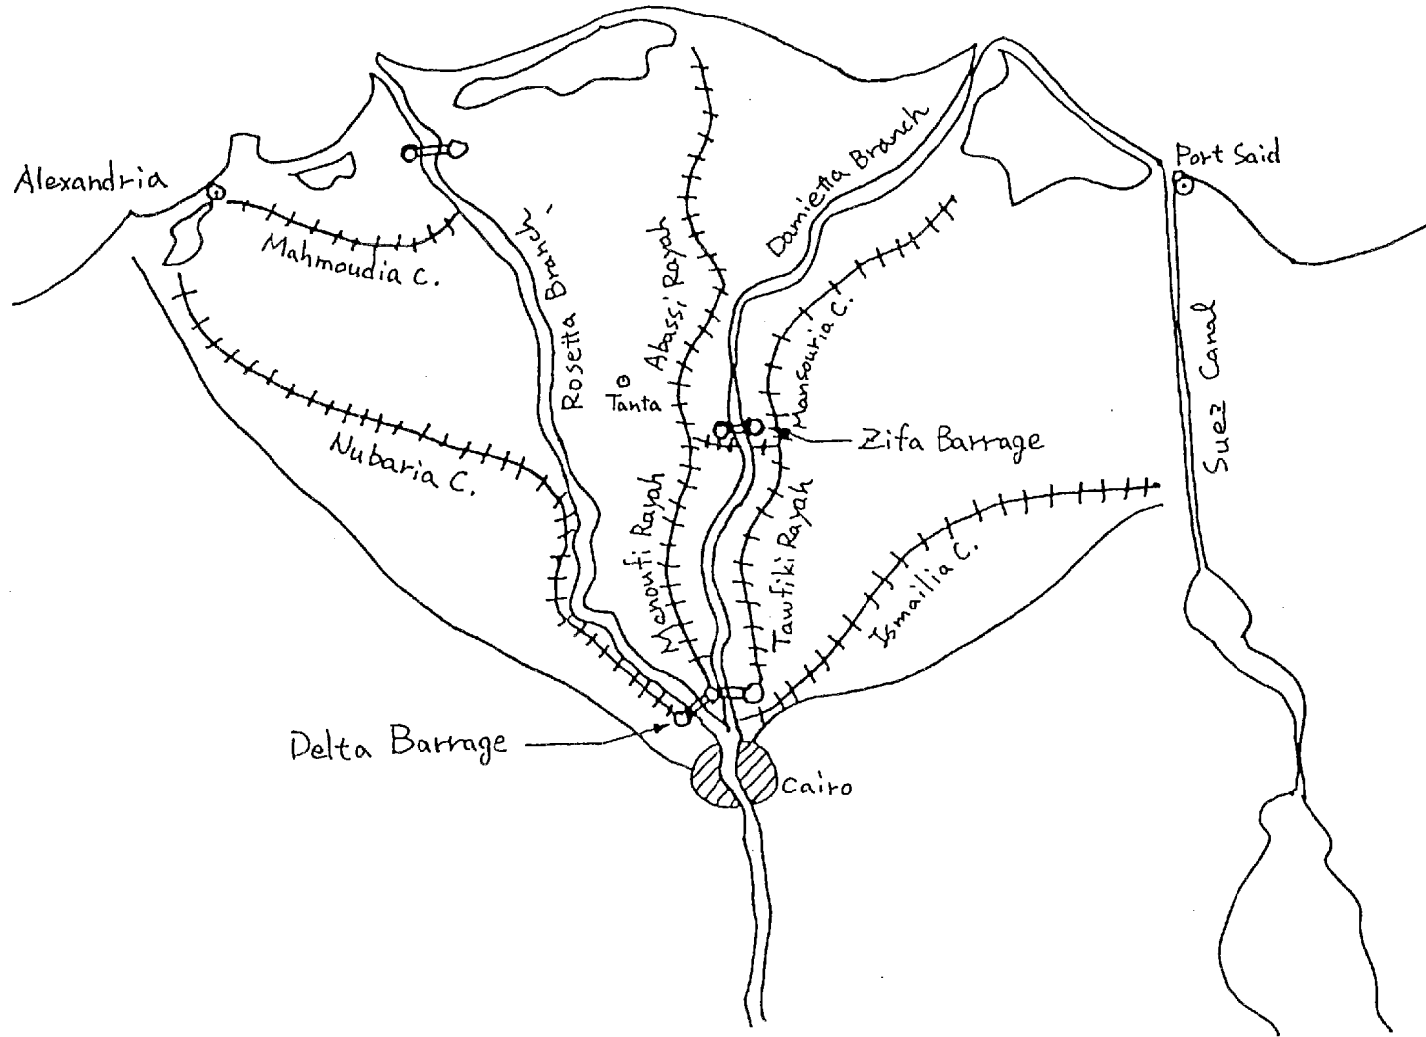 Port Said
Alexandria
Damietta Branch
Mahmoudia C.
Rosetta Branch
Abassi Rayah
Mansouria C.
Suez Canal
Tanta
Zifa Barrage
Nubaria C.
Menoufi Rayah
Tawfiki Rayah
Ismailia C.
Delta Barrage
Cairo